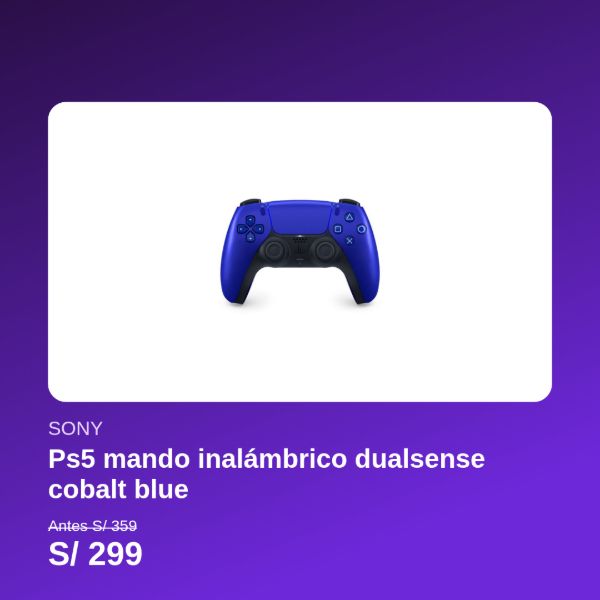 SONY
Ps5 mando inalámbrico dualsense
cobalt blue
Antes S/ 359
S/ 299